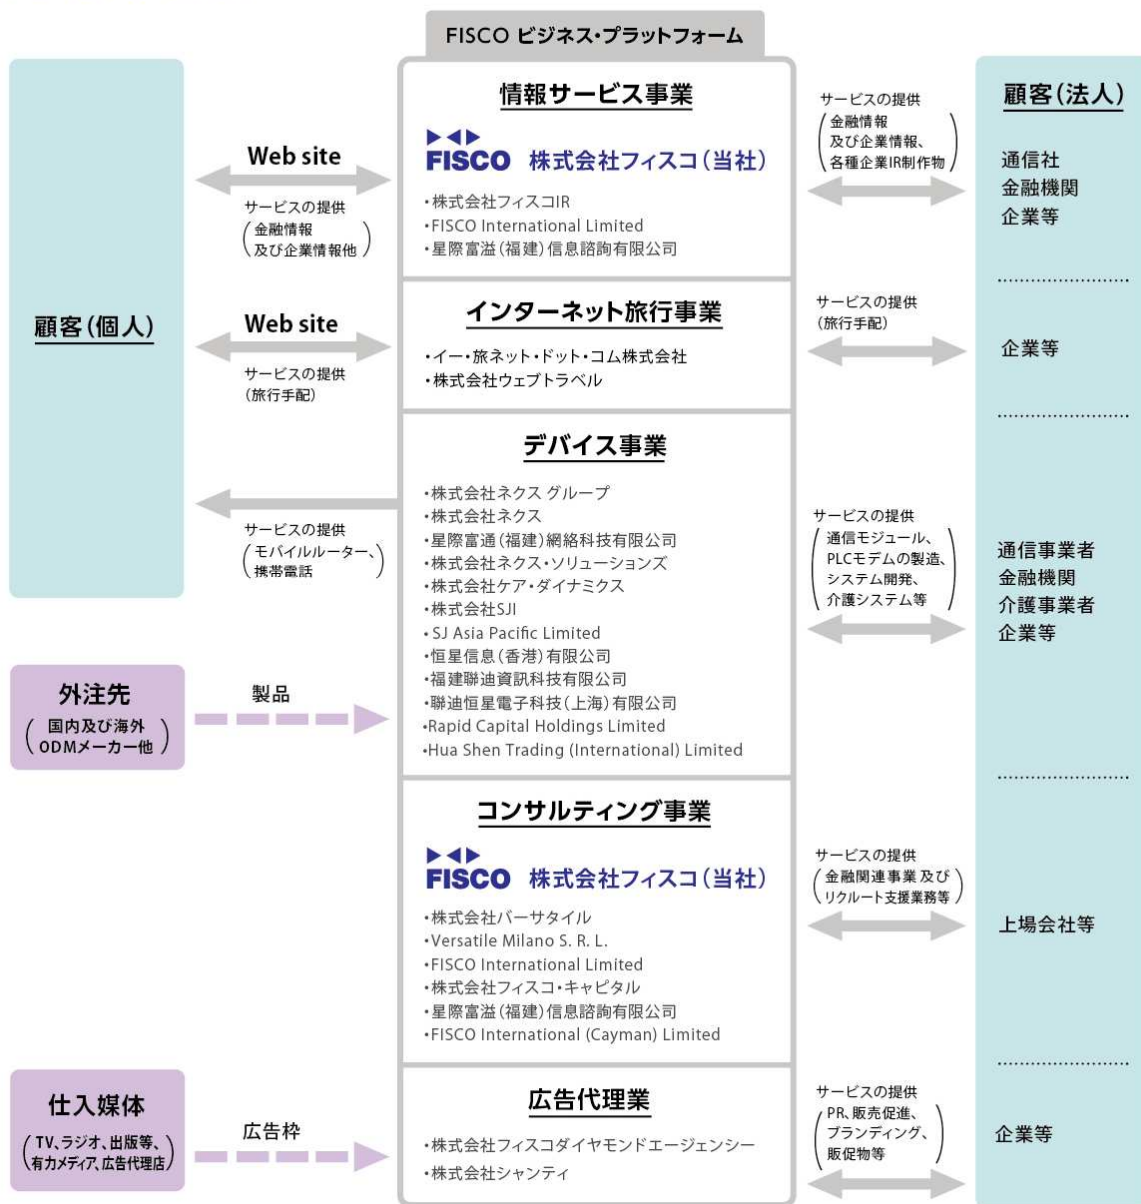 FISCO ビジネス・プラットフォーム
顧客(個人)
Web site
サービスの提供
金融情報
及び企業情報他
Web site
サービスの提供
(旅行手配)
サービスの提供
モバイルルーター、
携帯電話
外注先
国内及び海外
ODMメーカー他
製品
仕入媒体
TV、ラジオ、出版等、
有力メディア、広告代理店
広告枠
情報サービス事業
FISCO 株式会社フィスコ(当社)
・株式会社フィスコIR
・FISCO International Limited
・星際富溢(福建)信息諮詢有限公司
インターネット旅行事業
・イー・旅ネット・ドット・コム株式会社
・株式会社ウェブトラベル
デバイス事業
・株式会社ネクス グループ
・株式会社ネクス
・星際富通(福建)網絡科技有限公司
・株式会社ネクス・ソリューションズ
・株式会社ケア・ダイナミクス
・株式会社SJI
・SJ Asia Pacific Limited
・恒星信息(香港)有限公司
・福建聯迪資訊科技有限公司
・聯迪恒星電子科技(上海)有限公司
・Rapid Capital Holdings Limited
・Hua Shen Trading (International) Limited
コンサルティング事業
FISCO 株式会社フィスコ(当社)
・株式会社バーサタイル
・Versatile Milano S. R. L.
・FISCO International Limited
・株式会社フィスコ・キャピタル
・星際富溢(福建)信息諮詢有限公司
・FISCO International (Cayman) Limited
広告代理業
・株式会社フィスコダイヤモンドエージェンシー
・株式会社シャンティ
サービスの提供
金融情報
及び企業情報、
各種企業IR制作物
サービスの提供
(旅行手配)
サービスの提供
通信モジュール、
PLCモデムの製造、
システム開発、
介護システム等
サービスの提供
金融関連事業及び
リクルート支援業務等
サービスの提供
PR、販売促進、
ブランディング、
販促物等
顧客(法人)
通信社
金融機関
企業等
企業等
通信事業者
金融機関
介護事業者
企業等
上場会社等
企業等